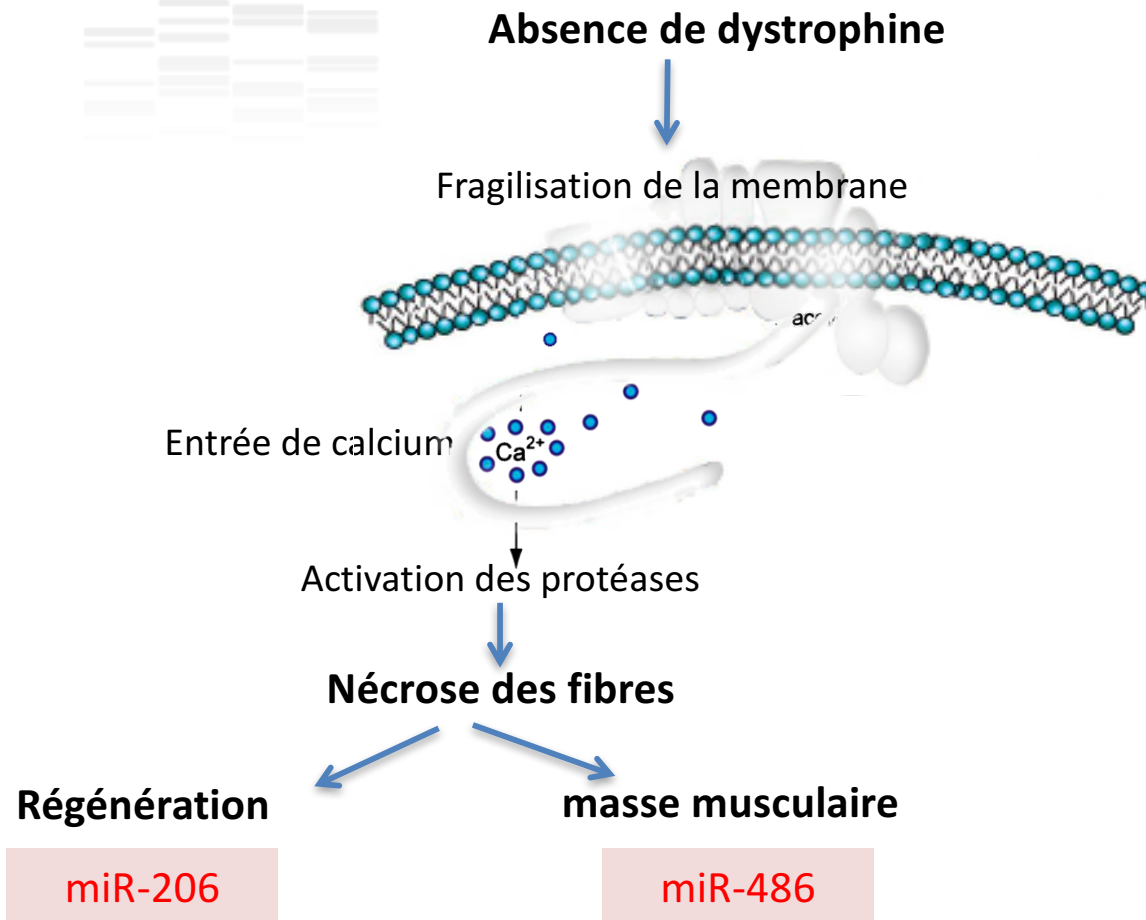 Absence de dystrophine
Fragilisation de la membrane
Entrée de calcium
Ca²⁺
Activation des protéases
Nécrose des fibres
Régénération
masse musculaire
miR-206
miR-486